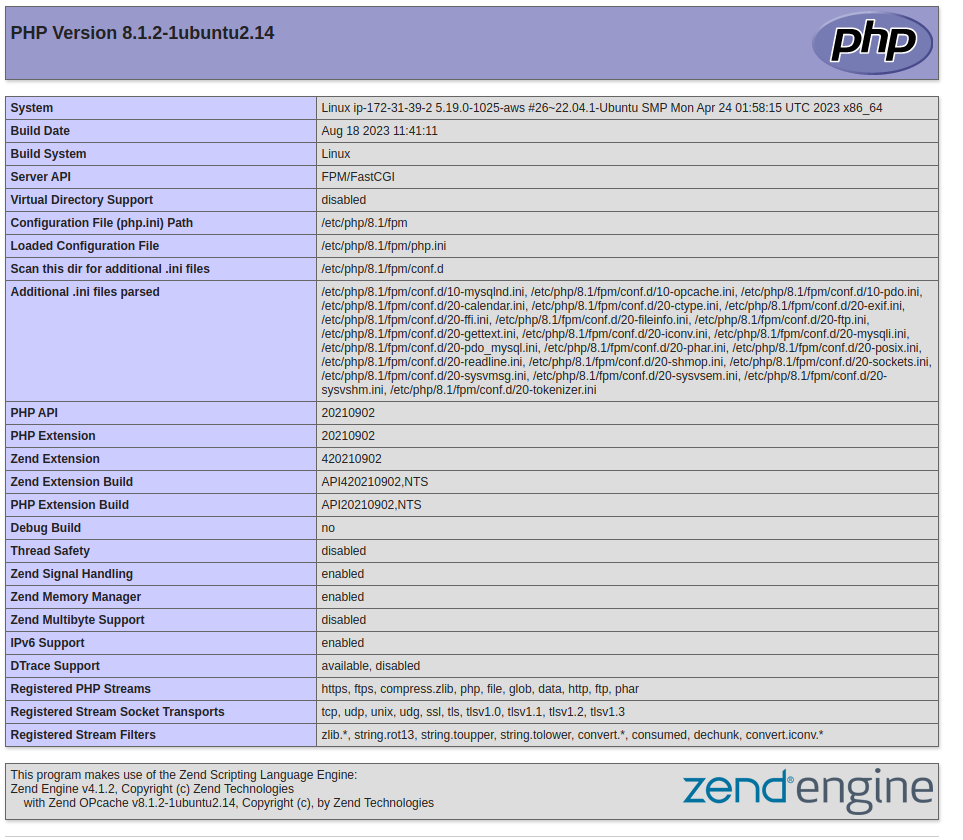 PHP Version 8.1.2-1ubuntu2.14
php
System Linux ip-172-31-39-2 5.19.0-1025-aws #26~22.04.1-Ubuntu SMP Mon Apr 24 01:58:15 UTC 2023 x86_64
Build Date Aug 18 2023 11:41:11
Build System Linux
Server API FPM/FastCGI
Virtual Directory Support disabled
Configuration File (php.ini) Path /etc/php/8.1/fpm
Loaded Configuration File /etc/php/8.1/fpm/php.ini
Scan this dir for additional .ini files /etc/php/8.1/fpm/conf.d
Additional .ini files parsed /etc/php/8.1/fpm/conf.d/10-mysqlnd.ini, /etc/php/8.1/fpm/conf.d/10-opcache.ini, /etc/php/8.1/fpm/conf.d/10-pdo.ini,
/etc/php/8.1/fpm/conf.d/20-calendar.ini, /etc/php/8.1/fpm/conf.d/20-ctype.ini, /etc/php/8.1/fpm/conf.d/20-exif.ini,
/etc/php/8.1/fpm/conf.d/20-ffi.ini, /etc/php/8.1/fpm/conf.d/20-fileinfo.ini, /etc/php/8.1/fpm/conf.d/20-ftp.ini,
/etc/php/8.1/fpm/conf.d/20-gettext.ini, /etc/php/8.1/fpm/conf.d/20-iconv.ini, /etc/php/8.1/fpm/conf.d/20-mysqli.ini,
/etc/php/8.1/fpm/conf.d/20-pdo_mysql.ini, /etc/php/8.1/fpm/conf.d/20-phar.ini, /etc/php/8.1/fpm/conf.d/20-posix.ini,
/etc/php/8.1/fpm/conf.d/20-readline.ini, /etc/php/8.1/fpm/conf.d/20-shmop.ini, /etc/php/8.1/fpm/conf.d/20-sockets.ini,
/etc/php/8.1/fpm/conf.d/20-sysvmsg.ini, /etc/php/8.1/fpm/conf.d/20-sysvsem.ini, /etc/php/8.1/fpm/conf.d/20-
sysvshm.ini, /etc/php/8.1/fpm/conf.d/20-tokenizer.ini
PHP API 20210902
PHP Extension 20210902
Zend Extension 420210902
Zend Extension Build API420210902,NTS
PHP Extension Build API20210902,NTS
Debug Build no
Thread Safety disabled
Zend Signal Handling enabled
Zend Memory Manager enabled
Zend Multibyte Support disabled
IPv6 Support enabled
DTrace Support available, disabled
Registered PHP Streams https, ftps, compress.zlib, php, file, glob, data, http, ftp, phar
Registered Stream Socket Transports tcp, udp, unix, udg, ssl, tls, tlsv1.0, tlsv1.1, tlsv1.2, tlsv1.3
Registered Stream Filters zlib.*, string.rot13, string.toupper, string.tolower, convert.*, consumed, dechunk, convert.iconv.*
This program makes use of the Zend Scripting Language Engine:
Zend Engine v4.1.2, Copyright (c) Zend Technologies
with Zend OPcache v8.1.2-1ubuntu2.14, Copyright (c), by Zend Technologies
zend®engine